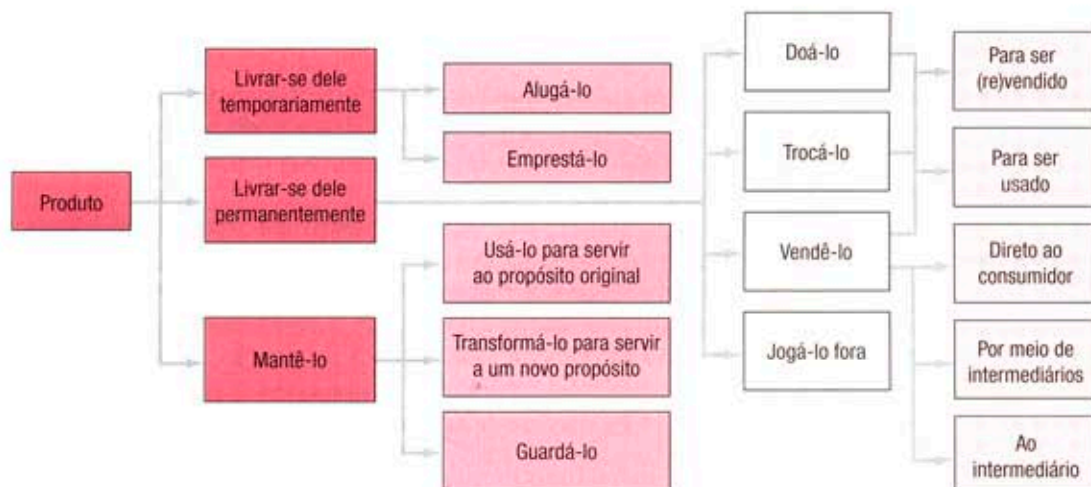 Produto
Livrar-se dele
temporariamente
Livrar-se dele
permanentemente
Mantê-lo
Alugá-lo
Emprestá-lo
Usá-lo para servir
ao propósito original
Transformá-lo para servir
a um novo propósito
Guardá-lo
Doá-lo
Trocá-lo
Vendê-lo
Jogá-lo fora
Para ser
(re)vendido
Para ser
usado
Direto ao
consumidor
Por meio de
intermediários
Ao
intermediário